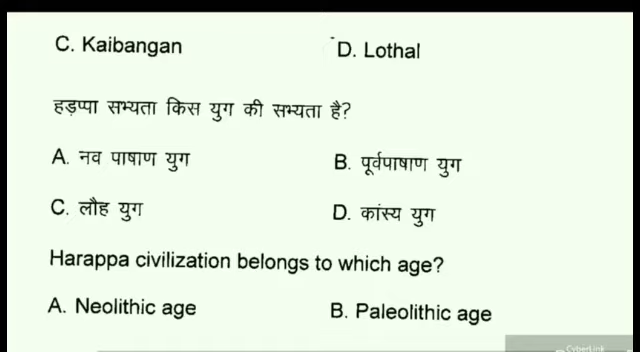 C. Kaibangan D. Lothal
हड़प्पा सभ्यता किस युग की सभ्यता है?
A. नव पाषाण युग B. पूर्वपाषाण युग
C. लौह युग D. कांस्य युग
Harappa civilization belongs to which age?
A. Neolithic age B. Paleolithic age
CyberLink